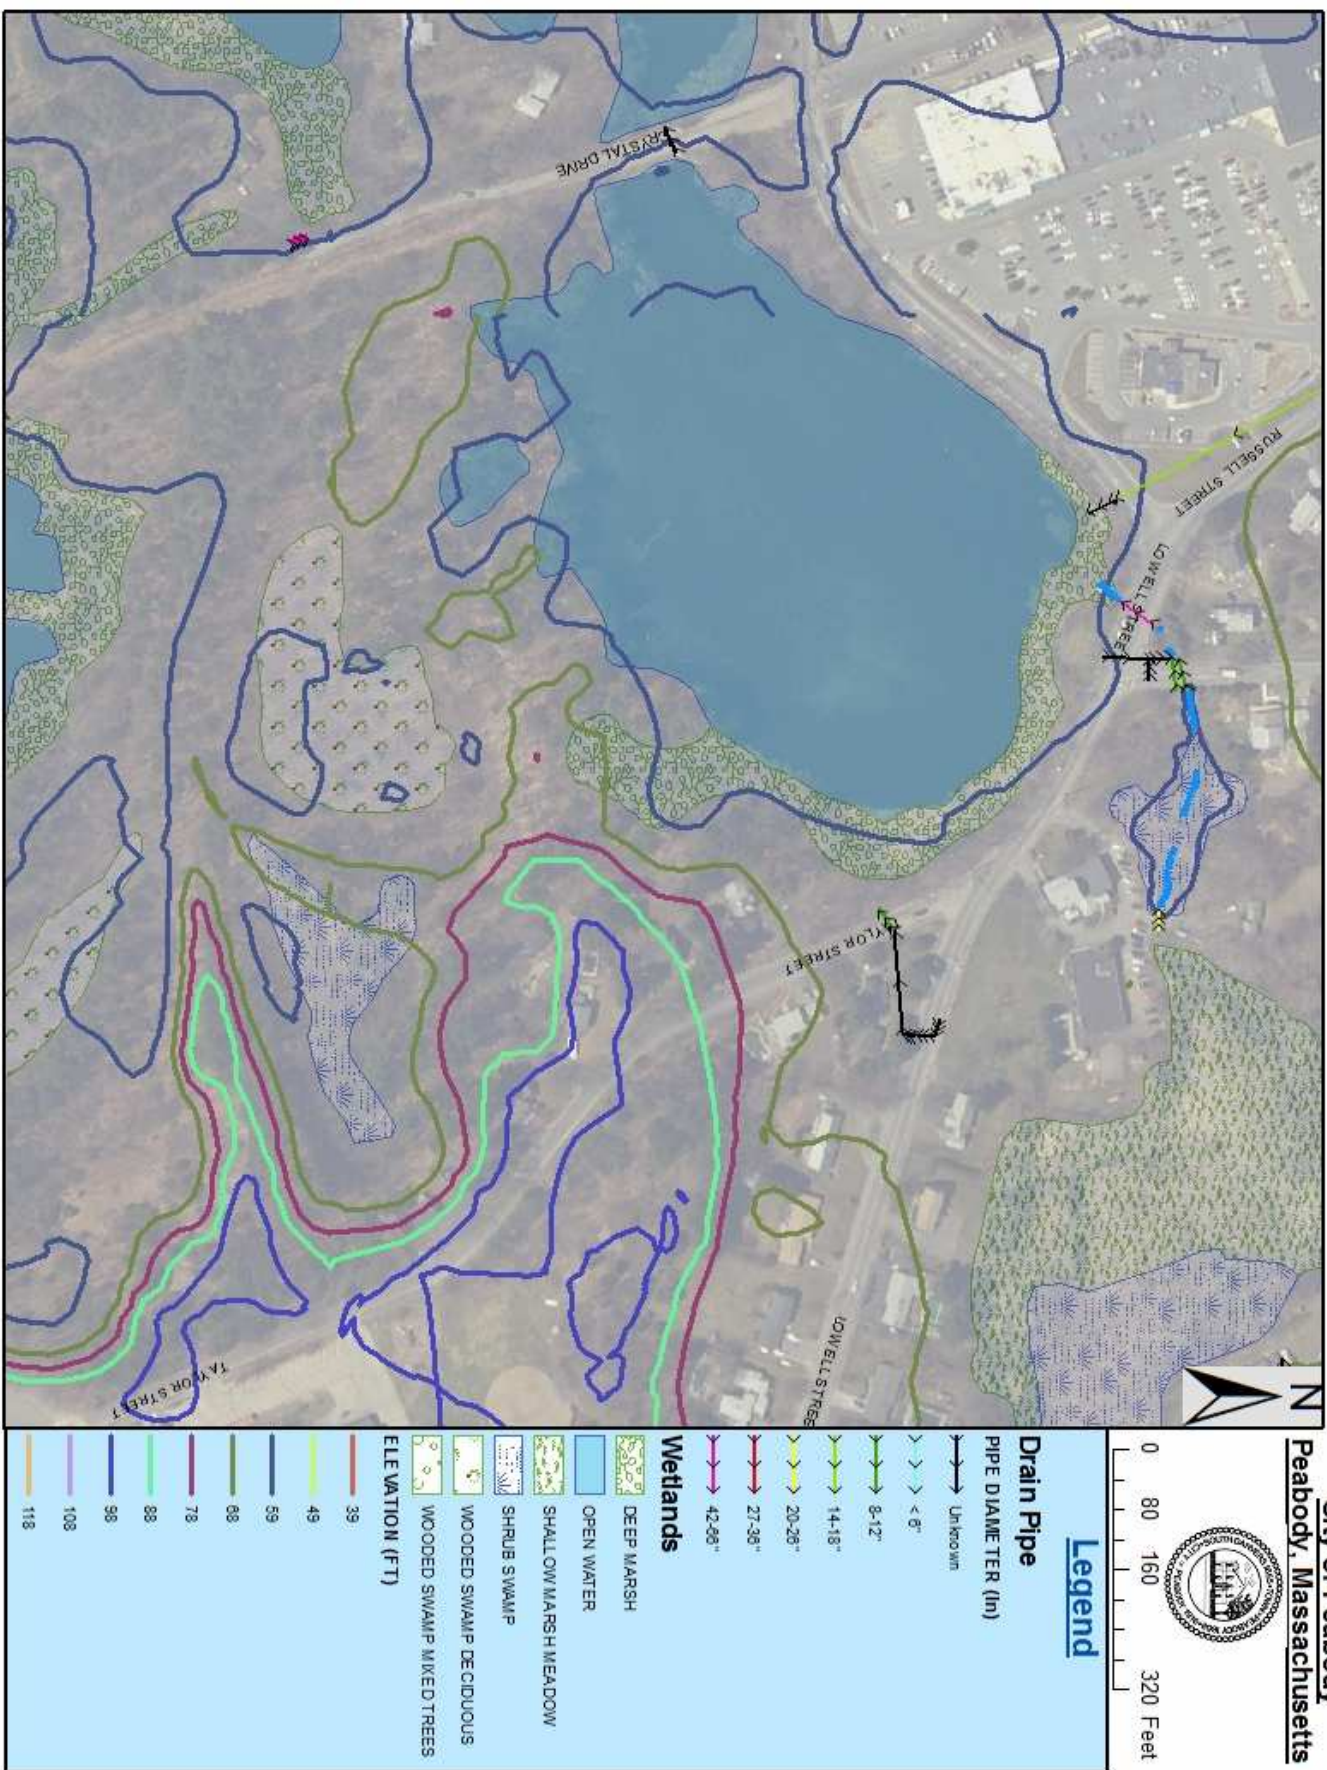 Peabody, Massachusetts
0 80 160 320 Feet
Legend
Drain Pipe
PIPE DIAMETER (In)
Unknown
< 6"
8-12"
14-18"
20-26"
27-36"
42-66"
Wetlands
DEEP MARSH
OPEN WATER
SHALLOW MARSH MEADOW
SHRUB SWAMP
WOODED SWAMP DECIDUOUS
WOODED SWAMP MIXED TREES
ELEVATION (FT)
39
49
59
68
78
88
98
108
118
N
RUSSELL STREET
LOWELL STREE
CRYSTAL DRIVE
YLOR STREET
LOWELL STREE
TAYLOR STREET